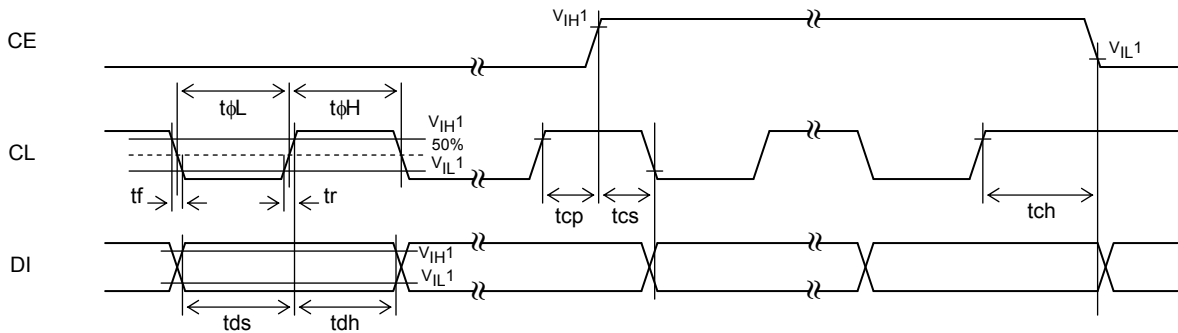 CE
VIH1
VIL1
tϕL
tϕH
CL
VIH1
50%
VIL1
tf
tr
tcp
tcs
tch
DI
VIH1
VIL1
tds
tdh